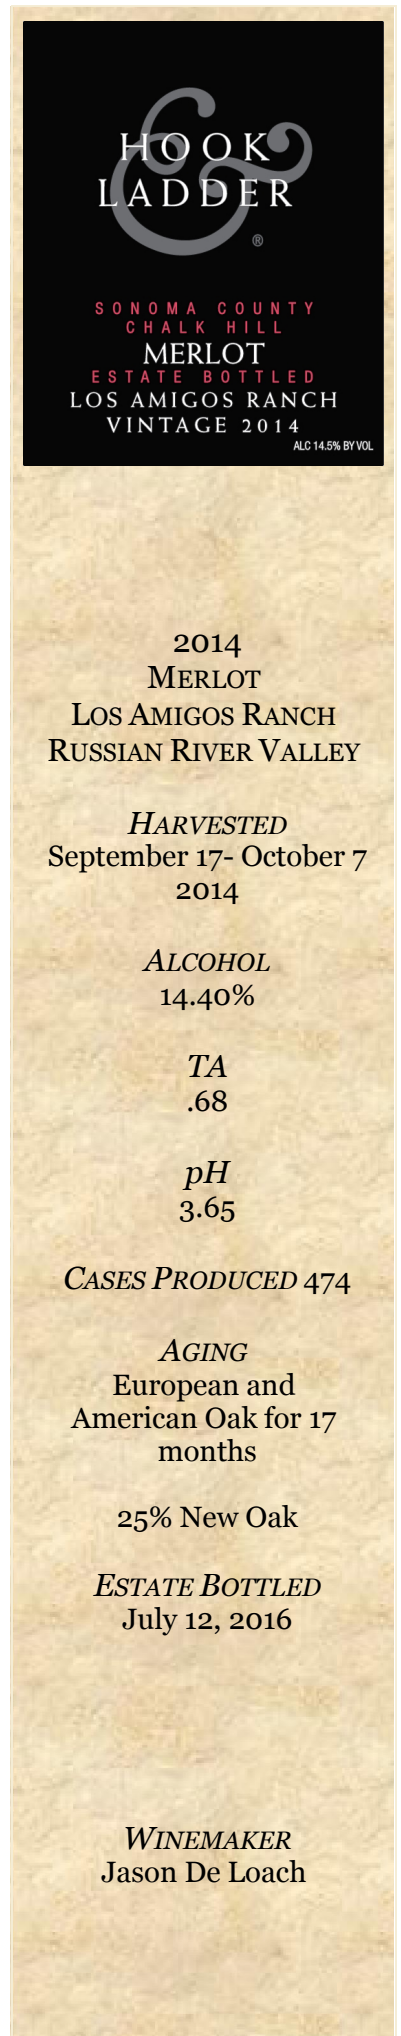 HOOK
&
LADDER
®
SONOMA COUNTY
CHALK HILL
MERLOT
ESTATE BOTTLED
LOS AMIGOS RANCH
VINTAGE 2014
ALC 14.5% BY VOL
2014
MERLOT
LOS AMIGOS RANCH
RUSSIAN RIVER VALLEY
HARVESTED
September 17- October 7
2014
ALCOHOL
14.40%
TA
.68
pH
3.65
CASES PRODUCED 474
AGING
European and
American Oak for 17
months
25% New Oak
ESTATE BOTTLED
July 12, 2016
WINEMAKER
Jason De Loach